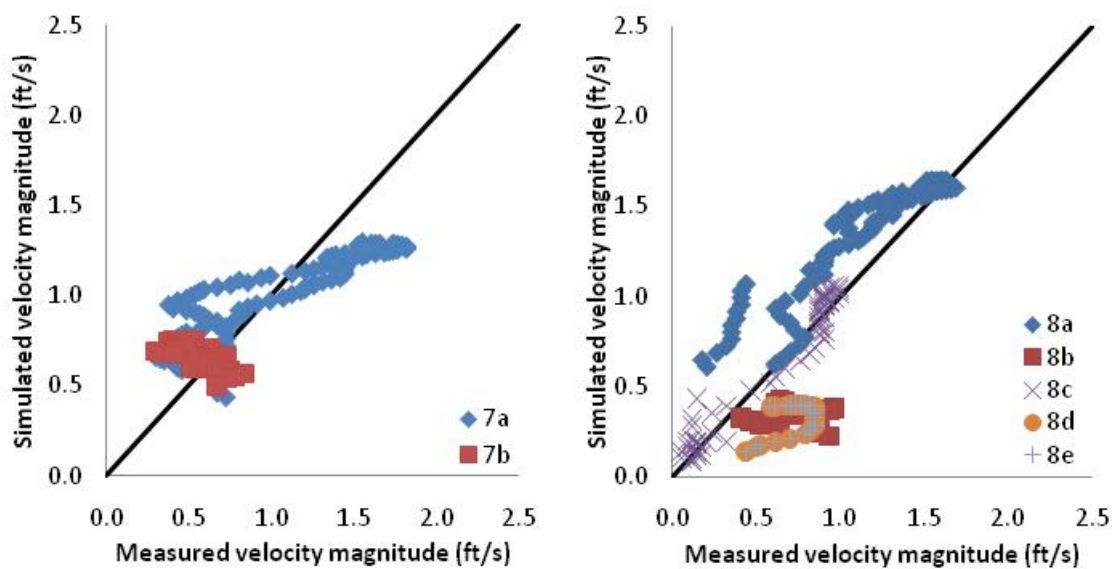 Simulated velocity magnitude (ft/s)
2.5
2.0
1.5
1.0
0.5
0.0
0.0 0.5 1.0 1.5 2.0 2.5
Measured velocity magnitude (ft/s)
7a
7b
Simulated velocity magnitude (ft/s)
2.5
2.0
1.5
1.0
0.5
0.0
0.0 0.5 1.0 1.5 2.0 2.5
Measured velocity magnitude (ft/s)
8a
8b
8c
8d
8e